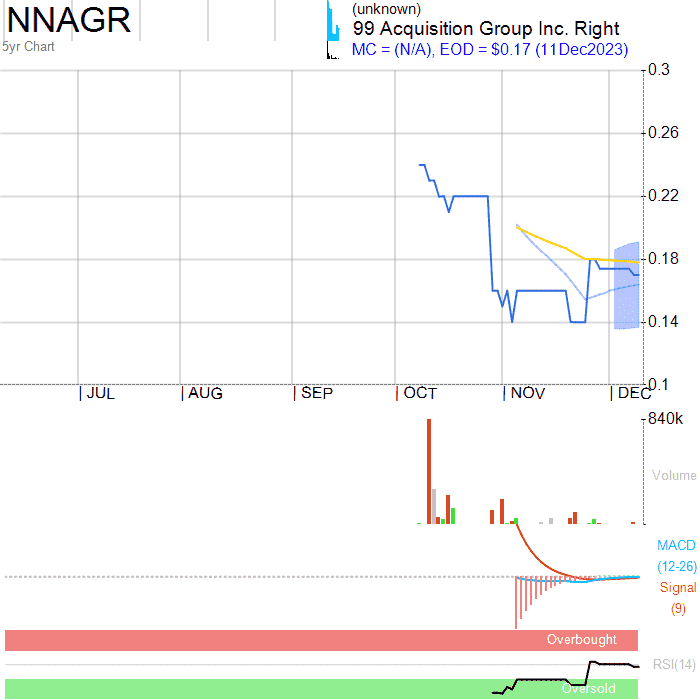 NNAGR
(unknown)
99 Acquisition Group Inc. Right
5yr Chart
MC = (N/A), EOD = $0.17 (11Dec2023)
0.3
0.26
0.22
0.18
0.14
0.1
JUL AUG SEP OCT NOV DEC
840k
Volume
MACD
(12-26)
Signal
(9)
Overbought
RSI(14)
Oversold